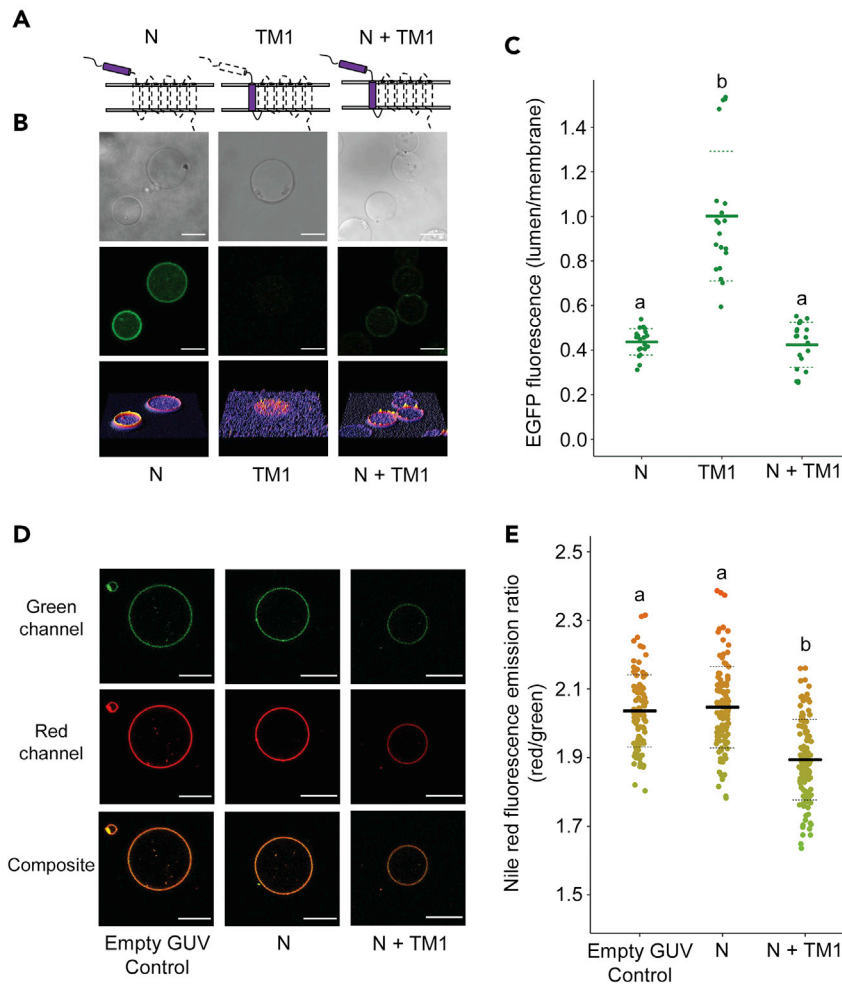 A
N
TM1
N + TM1
B
N
TM1
N + TM1
C
EGFP fluorescence (lumen/membrane)
1.4
1.2
1.0
0.8
0.6
0.4
0.2
0.0
a
b
a
N
TM1
N + TM1
D
Green
channel
Red
channel
Composite
Empty GUV
Control
N
N + TM1
E
Nile red fluorescence emission ratio
(red/green)
2.5
2.3
2.1
1.9
1.7
1.5
a
a
b
Empty GUV
Control
N
N + TM1